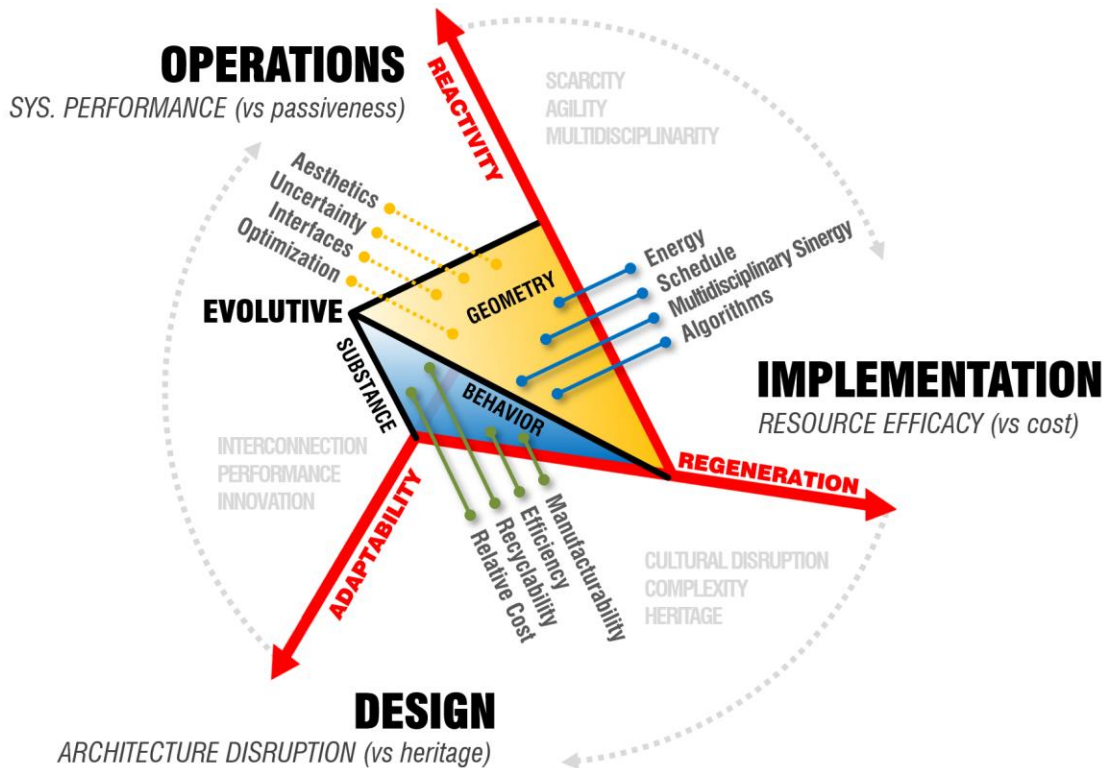 OPERATIONS
SYS. PERFORMANCE (vs passiveness)
REACTIVITY
SCARCITY
AGILITY
MULTIDISCIPLINARITY
Aesthetics
Uncertainty
Interfaces
Optimization
Energy
Schedule
Multidisciplinary Sinergy
Algorithms
GEOMETRY
EVOLUTIVE
SUBSTANCE
BEHAVIOR
IMPLEMENTATION
RESOURCE EFFICACY (vs cost)
REGENERATION
INTERCONNECTION
PERFORMANCE
INNOVATION
ADAPTABILITY
Relative Cost
Recyclability
Efficiency
Manufacturability
CULTURAL DISRUPTION
COMPLEXITY
HERITAGE
DESIGN
ARCHITECTURE DISRUPTION (vs heritage)